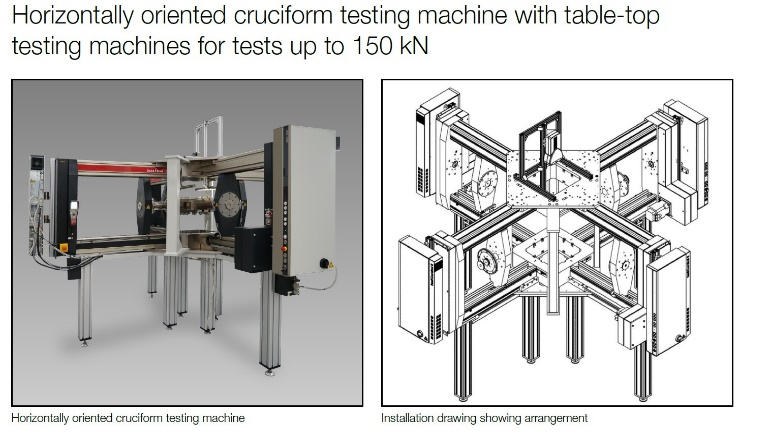 Horizontally oriented cruciform testing machine with table-top
testing machines for tests up to 150 kN
Horizontally oriented cruciform testing machine
Installation drawing showing arrangement